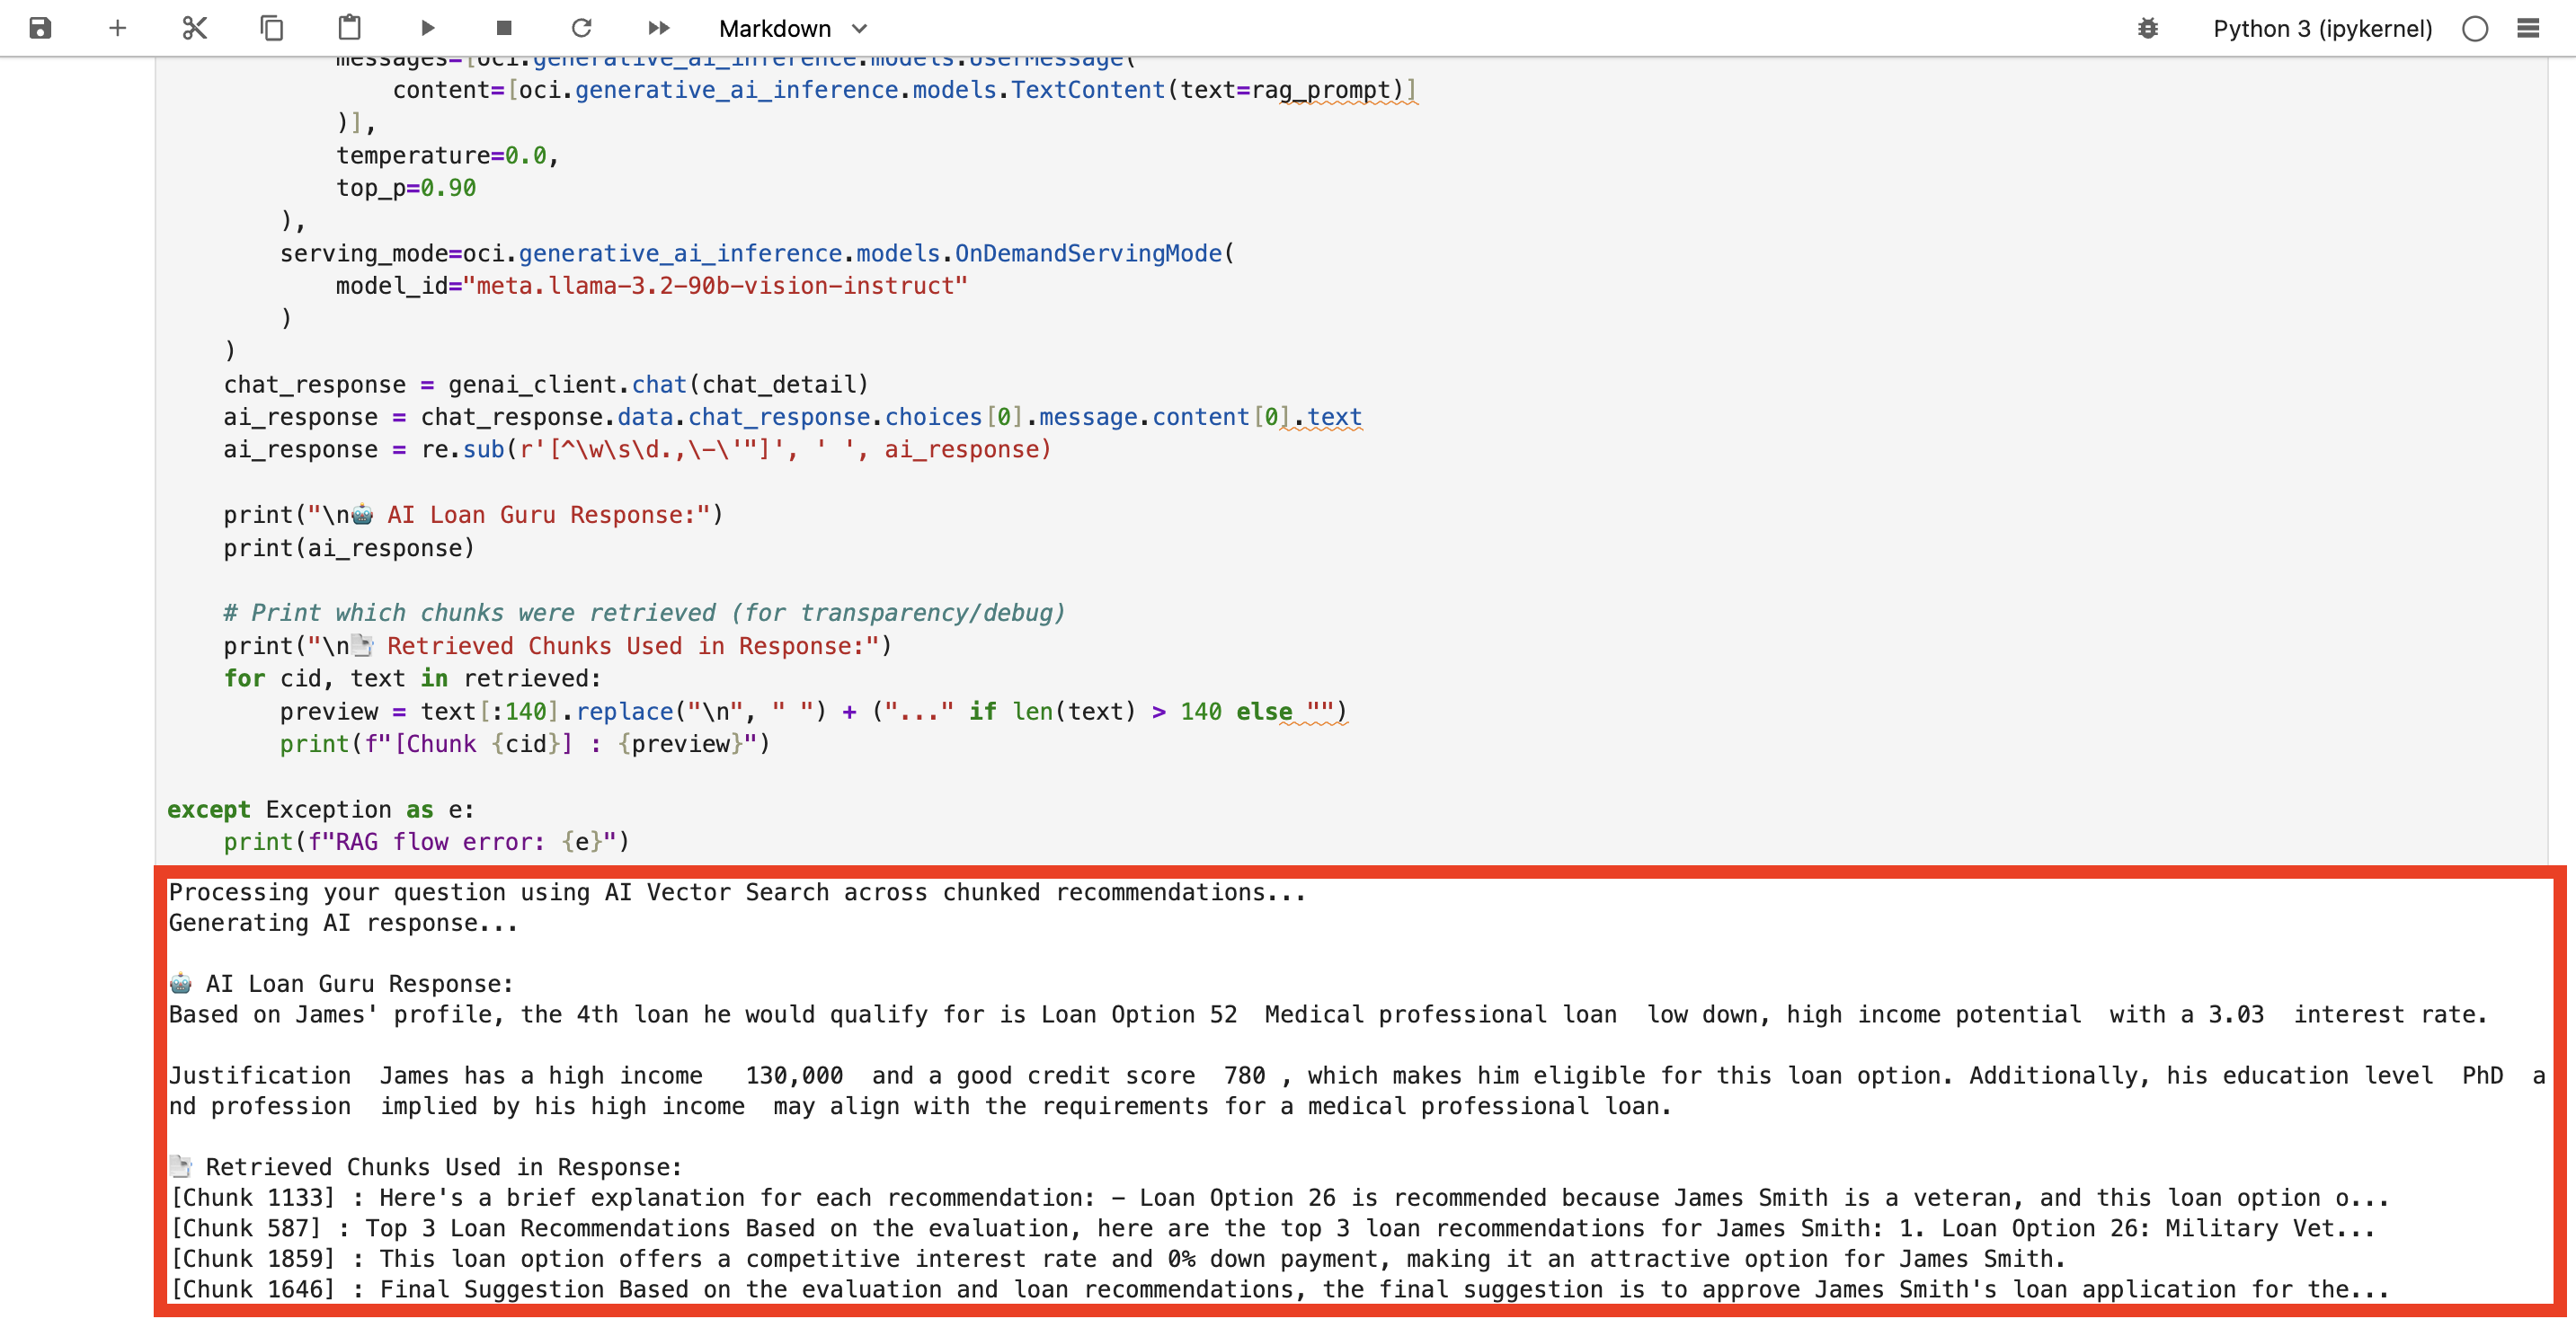 Markdown
Python 3 (ipykernel)
messages=[oci.generative_ai_inference.models.UserMessage(
content=[oci.generative_ai_inference.models.TextContent(text=rag_prompt)]
)],
temperature=0.0,
top_p=0.90
),
serving_mode=oci.generative_ai_inference.models.OnDemandServingMode(
model_id="meta.llama-3.2-90b-vision-instruct"
)
)
chat_response = genai_client.chat(chat_detail)
ai_response = chat_response.data.chat_response.choices[0].message.content[0].text
ai_response = re.sub(r'[^\w\s\d.,\-\'"]', ' ', ai_response)
print("\n🤖 AI Loan Guru Response:")
print(ai_response)
# Print which chunks were retrieved (for transparency/debug)
print("\n📑 Retrieved Chunks Used in Response:")
for cid, text in retrieved:
preview = text[:140].replace("\n", " ") + ("..." if len(text) > 140 else "")
print(f"[Chunk {cid}] : {preview}")
except Exception as e:
print(f"RAG flow error: {e}")
Processing your question using AI Vector Search across chunked recommendations...
Generating AI response...
🤖 AI Loan Guru Response:
Based on James' profile, the 4th loan he would qualify for is Loan Option 52  Medical professional loan  low down, high income potential  with a 3.03  interest rate.
Justification  James has a high income   130,000  and a good credit score  780 , which makes him eligible for this loan option. Additionally, his education level  PhD  a
nd profession  implied by his high income  may align with the requirements for a medical professional loan.
📑 Retrieved Chunks Used in Response:
[Chunk 1133] : Here's a brief explanation for each recommendation: – Loan Option 26 is recommended because James Smith is a veteran, and this loan option o...
[Chunk 587] : Top 3 Loan Recommendations Based on the evaluation, here are the top 3 loan recommendations for James Smith: 1. Loan Option 26: Military Vet...
[Chunk 1859] : This loan option offers a competitive interest rate and 0% down payment, making it an attractive option for James Smith.
[Chunk 1646] : Final Suggestion Based on the evaluation and loan recommendations, the final suggestion is to approve James Smith's loan application for the...